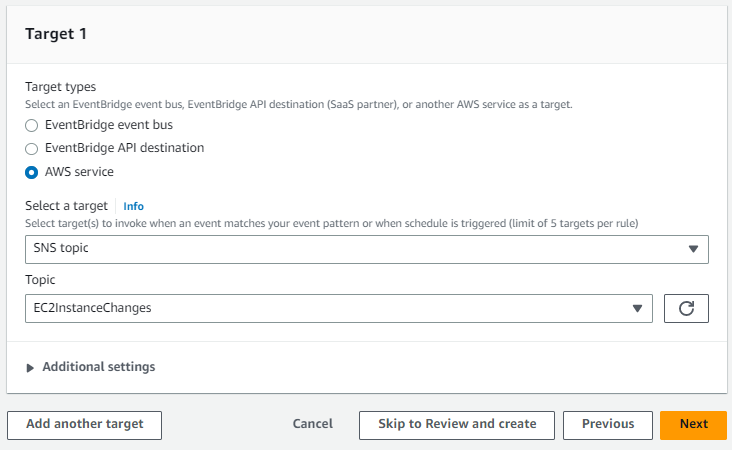 Target 1
Target types
Select an EventBridge event bus, EventBridge API destination (SaaS partner), or another AWS service as a target.
EventBridge event bus
EventBridge API destination
AWS service
Select a target Info
Select target(s) to invoke when an event matches your event pattern or when schedule is triggered (limit of 5 targets per rule)
SNS topic
Topic
EC2InstanceChanges
Additional settings
Add another target Cancel Skip to Review and create Previous Next